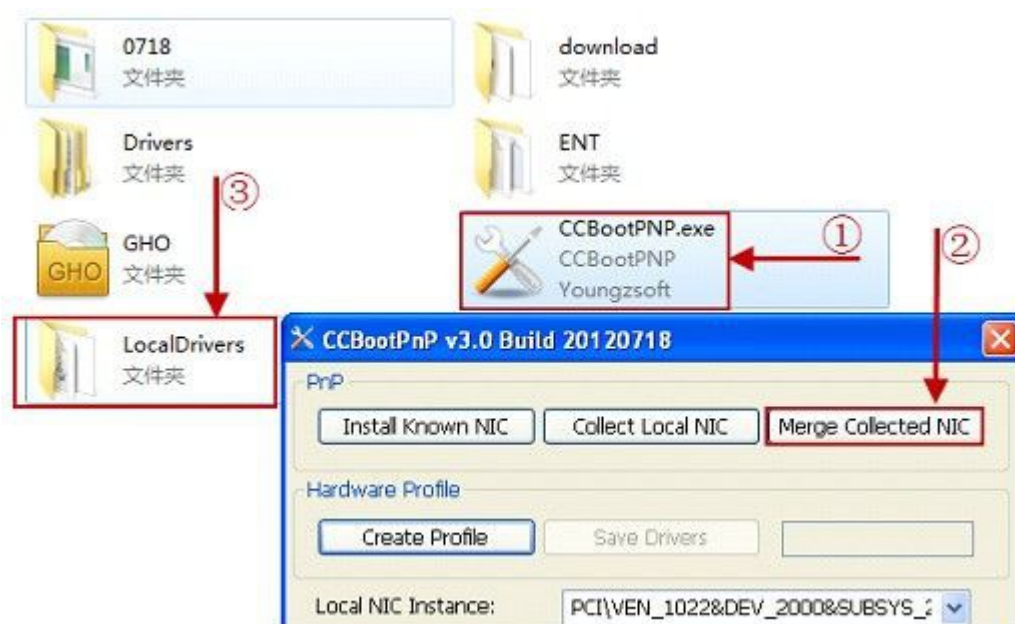 0718
文件夹
download
文件夹
Drivers
文件夹
ENT
文件夹
③
GHO
GHO
文件夹
CCBootPNP.exe
CCBootPNP
Youngzsoft
①
②
LocalDrivers
文件夹
CCBootPnP v3.0 Build 20120718
PnP
Install Known NIC
Collect Local NIC
Merge Collected NIC
Hardware Profile
Create Profile
Save Drivers
Local NIC Instance:
PCI\VEN_1022&DEV_2000&SUBSYS_2